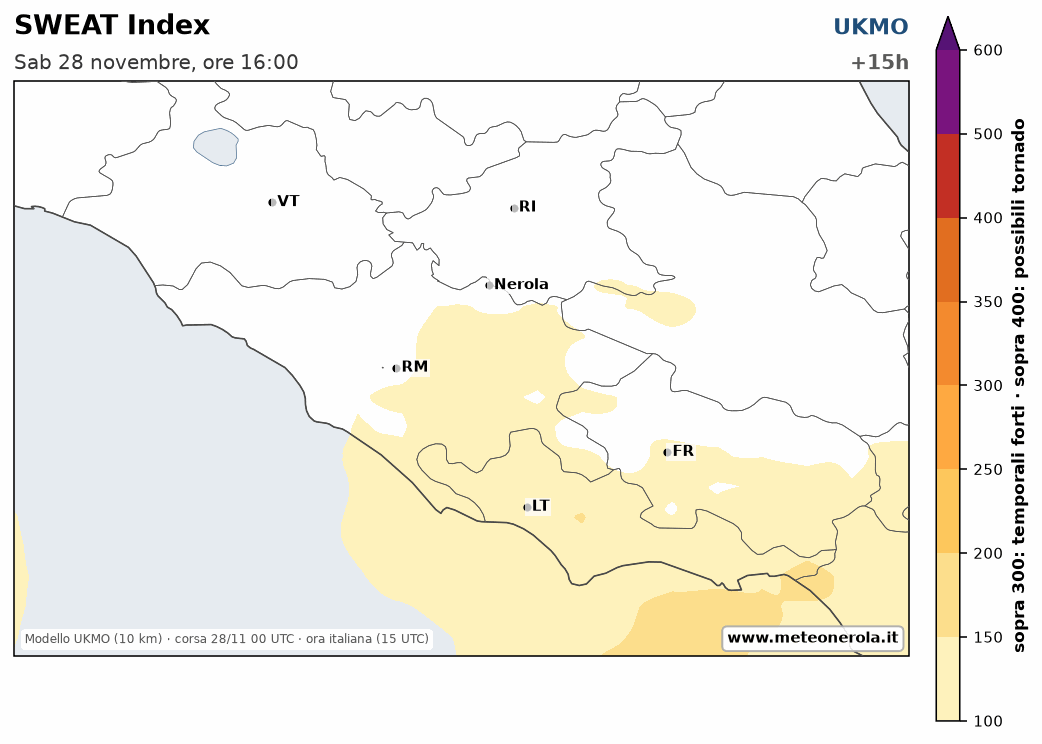 SWEAT Index
UKMO
Sab 28 novembre, ore 16:00
+15h
VT
RI
Nerola
RM
FR
LT
Modello UKMO (10 km) · corsa 28/11 00 UTC · ora italiana (15 UTC)
www.meteonerola.it
600
500
400
350
300
250
200
150
100
sopra 300: temporali forti · sopra 400: possibili tornado